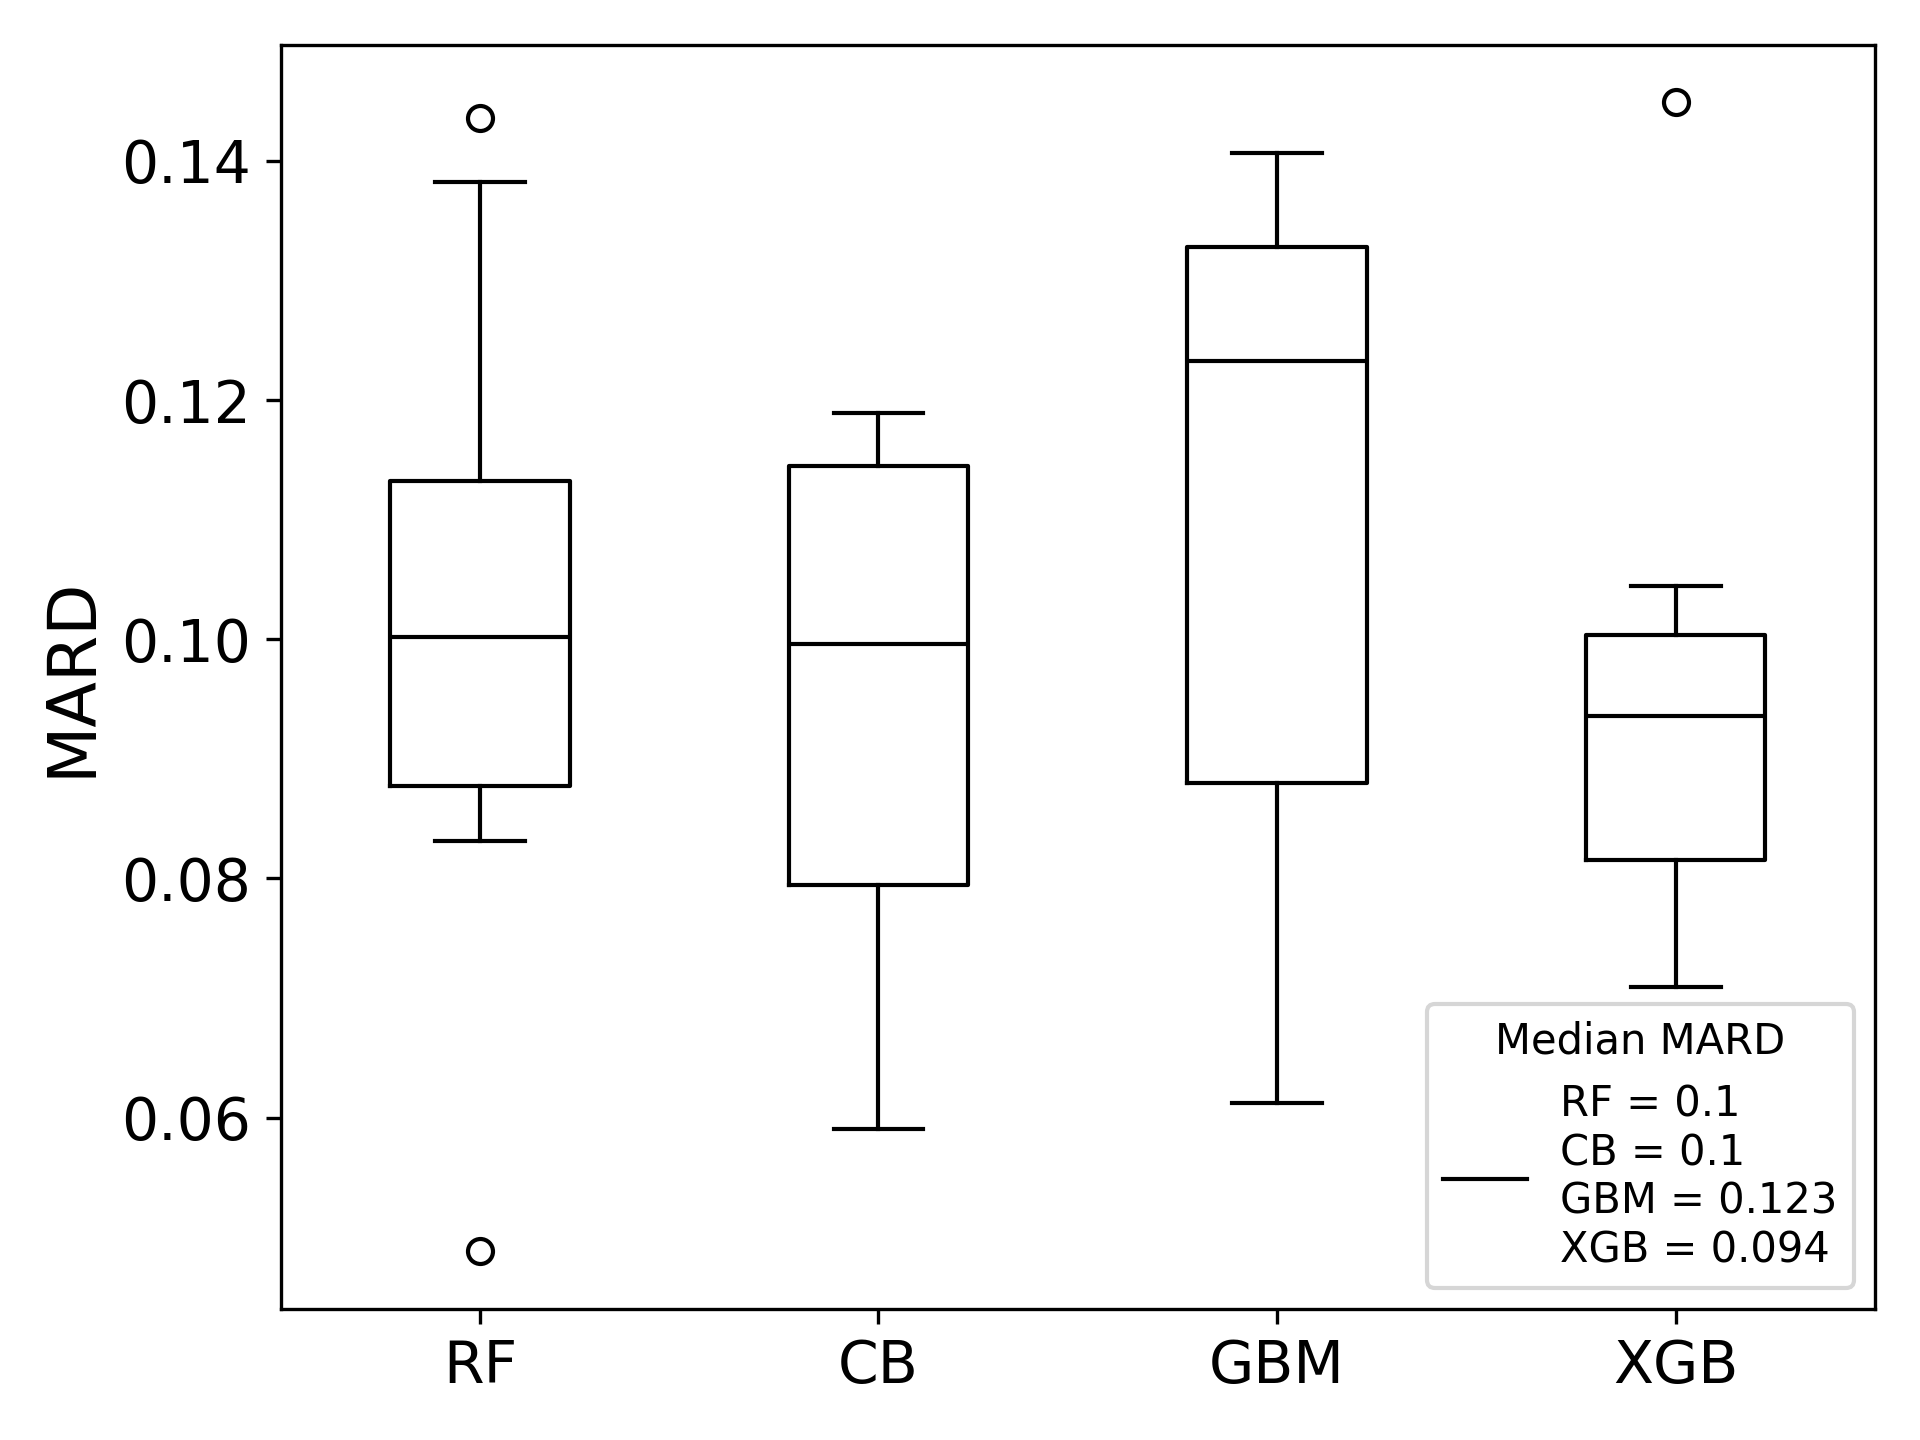 MARD
0.14
0.12
0.10
0.08
0.06
Median MARD
RF = 0.1
CB = 0.1
GBM = 0.123
XGB = 0.094
RF CB GBM XGB